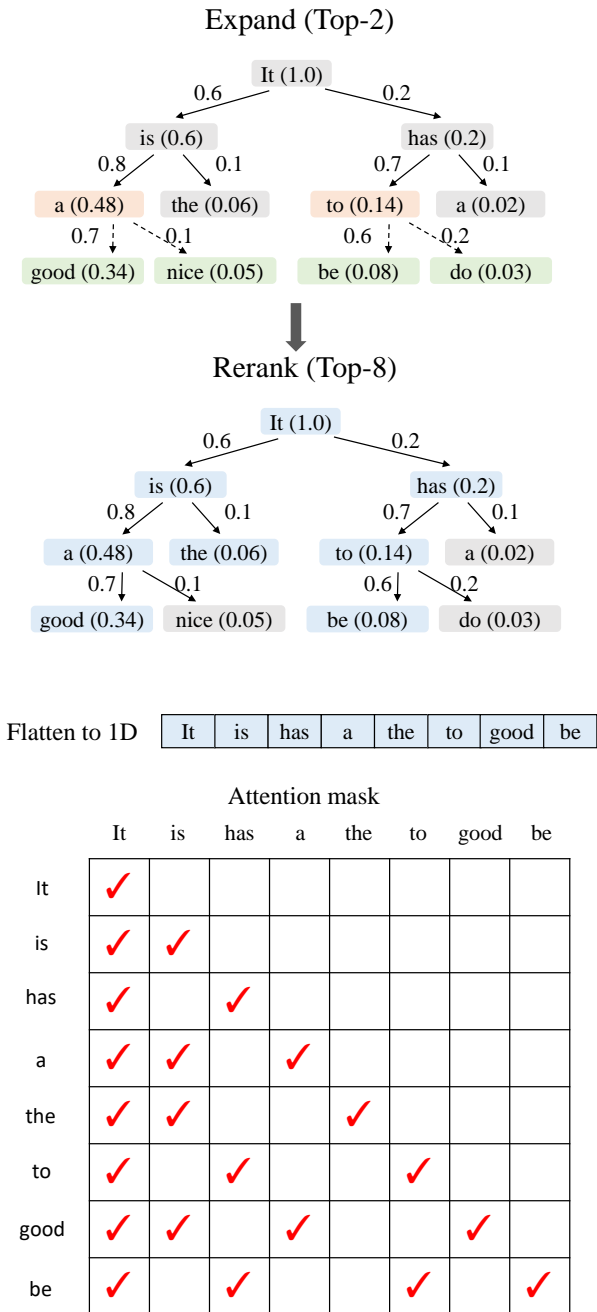 Expand (Top-2)
It (1.0)
0.6 0.2
is (0.6) has (0.2)
0.8 0.1 0.7 0.1
a (0.48) the (0.06) to (0.14) a (0.02)
0.7 0.1 0.6 0.2
good (0.34) nice (0.05) be (0.08) do (0.03)
Rerank (Top-8)
It (1.0)
0.6 0.2
is (0.6) has (0.2)
0.8 0.1 0.7 0.1
a (0.48) the (0.06) to (0.14) a (0.02)
0.7 0.1 0.6 0.2
good (0.34) nice (0.05) be (0.08) do (0.03)
Flatten to 1D It is has a the to good be
Attention mask
It is has a the to good be
It ✓
is ✓ ✓
has ✓ ✓
a ✓ ✓ ✓
the ✓ ✓ ✓
to ✓ ✓ ✓
good ✓ ✓ ✓ ✓
be ✓ ✓ ✓ ✓